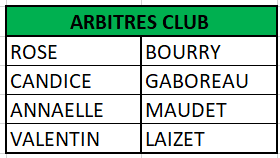 ARBITRES CLUB
ROSE BOURRY
CANDICE GABOREAU
ANNAELLE MAUDET
VALENTIN LAIZET